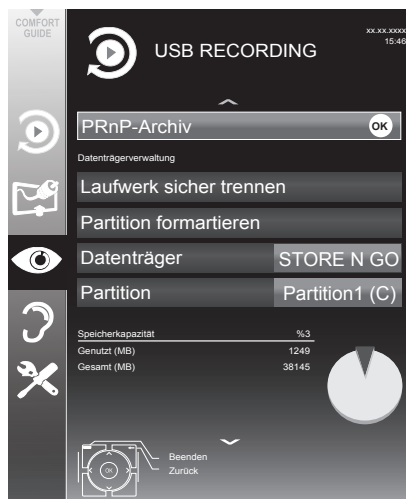 COMFORT
GUIDE
USB RECORDING
xx.xx.xxxx
15:46
PRnP-Archiv
OK
Datenträgerverwaltung
Laufwerk sicher trennen
Partition formartieren
Datenträger STORE N GO
Partition Partition1 (C)
Speicherkapazität %3
Genutzt (MB) 1249
Gesamt (MB) 38145
Beenden
OK
Zurück